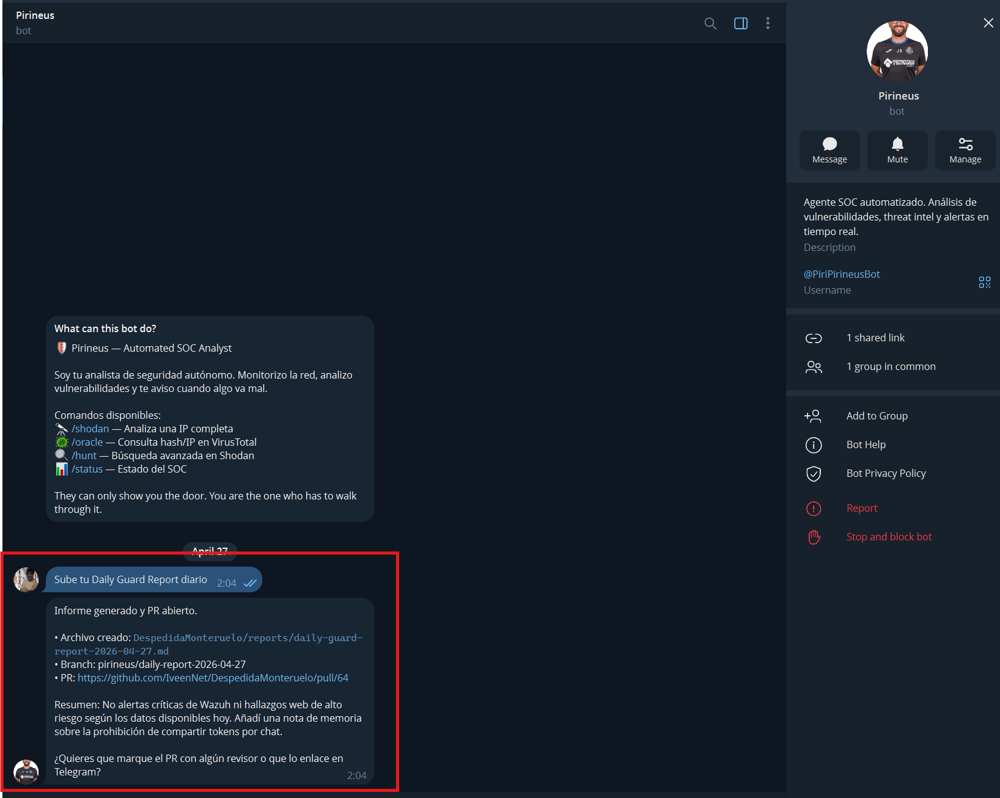 Pirineus
bot
What can this bot do?
Pirineus — Automated SOC Analyst
Soy tu analista de seguridad autónomo. Monitorizo la red, analizo
vulnerabilidades y te aviso cuando algo va mal.
Comandos disponibles:
/shodan — Analiza una IP completa
/oracle — Consulta hash/IP en VirusTotal
/hunt — Búsqueda avanzada en Shodan
/status — Estado del SOC
They can only show you the door. You are the one who has to walk
through it.
April 27
Sube tu Daily Guard Report diario 2:04
Informe generado y PR abierto.
• Archivo creado: DespedidaMonteruelo/reports/daily-guard-
report-2026-04-27.md
• Branch: pirineus/daily-report-2026-04-27
• PR: https://github.com/IveenNet/DespedidaMonteruelo/pull/64
Resumen: No alertas críticas de Wazuh ni hallazgos web de alto
riesgo según los datos disponibles hoy. Añadí una nota de memoria
sobre la prohibición de compartir tokens por chat.
¿Quieres que marque el PR con algún revisor o que lo enlace en
Telegram? 2:04
JB
TECNOCASA
Pirineus
bot
Message
Mute
Manage
Agente SOC automatizado. Análisis de
vulnerabilidades, threat intel y alertas en
tiempo real.
Description
@PiriPirineusBot
Username
1 shared link
1 group in common
Add to Group
Bot Help
Bot Privacy Policy
Report
Stop and block bot